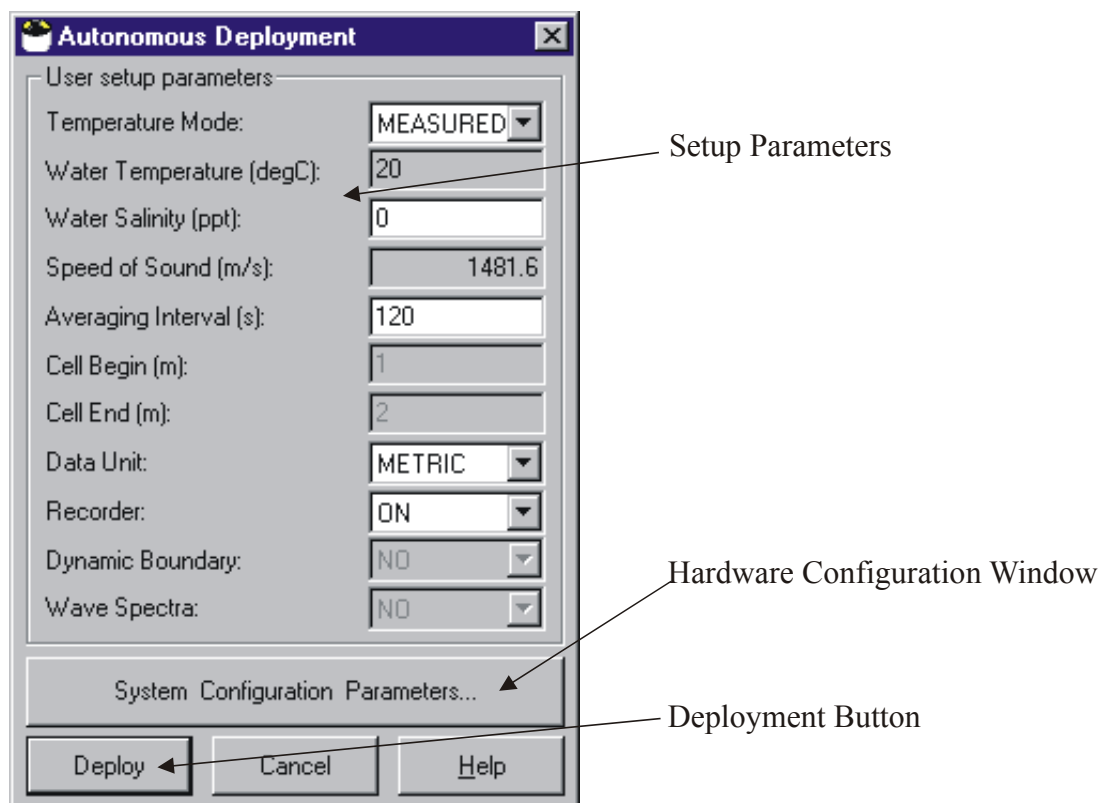 Autonomous Deployment
User setup parameters
Temperature Mode: MEASURED
Setup Parameters
Water Temperature (degC): 20
Water Salinity (ppt): 0
Speed of Sound (m/s): 1481.6
Averaging Interval (s): 120
Cell Begin (m): 1
Cell End (m): 2
Data Unit: METRIC
Recorder: ON
Dynamic Boundary: NO
Hardware Configuration Window
Wave Spectra: NO
System Configuration Parameters...
Deployment Button
Deploy Cancel Help